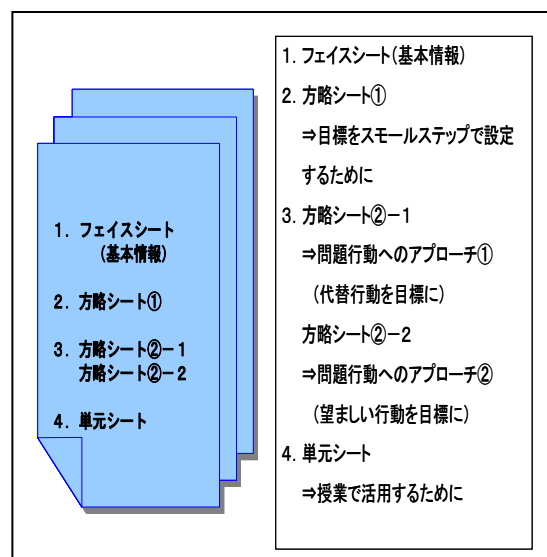 1. フェイスシート
（基本情報）
2. 方略シート①
3. 方略シート②－1
方略シート②－2
4. 単元シート
1. フェイスシート（基本情報）
2. 方略シート①
⇒目標をスモールステップで設定
するために
3. 方略シート②－1
⇒問題行動へのアプローチ①
（代替行動を目標に）
方略シート②－2
⇒問題行動へのアプローチ②
（望ましい行動を目標に）
4. 単元シート
⇒授業で活用するために